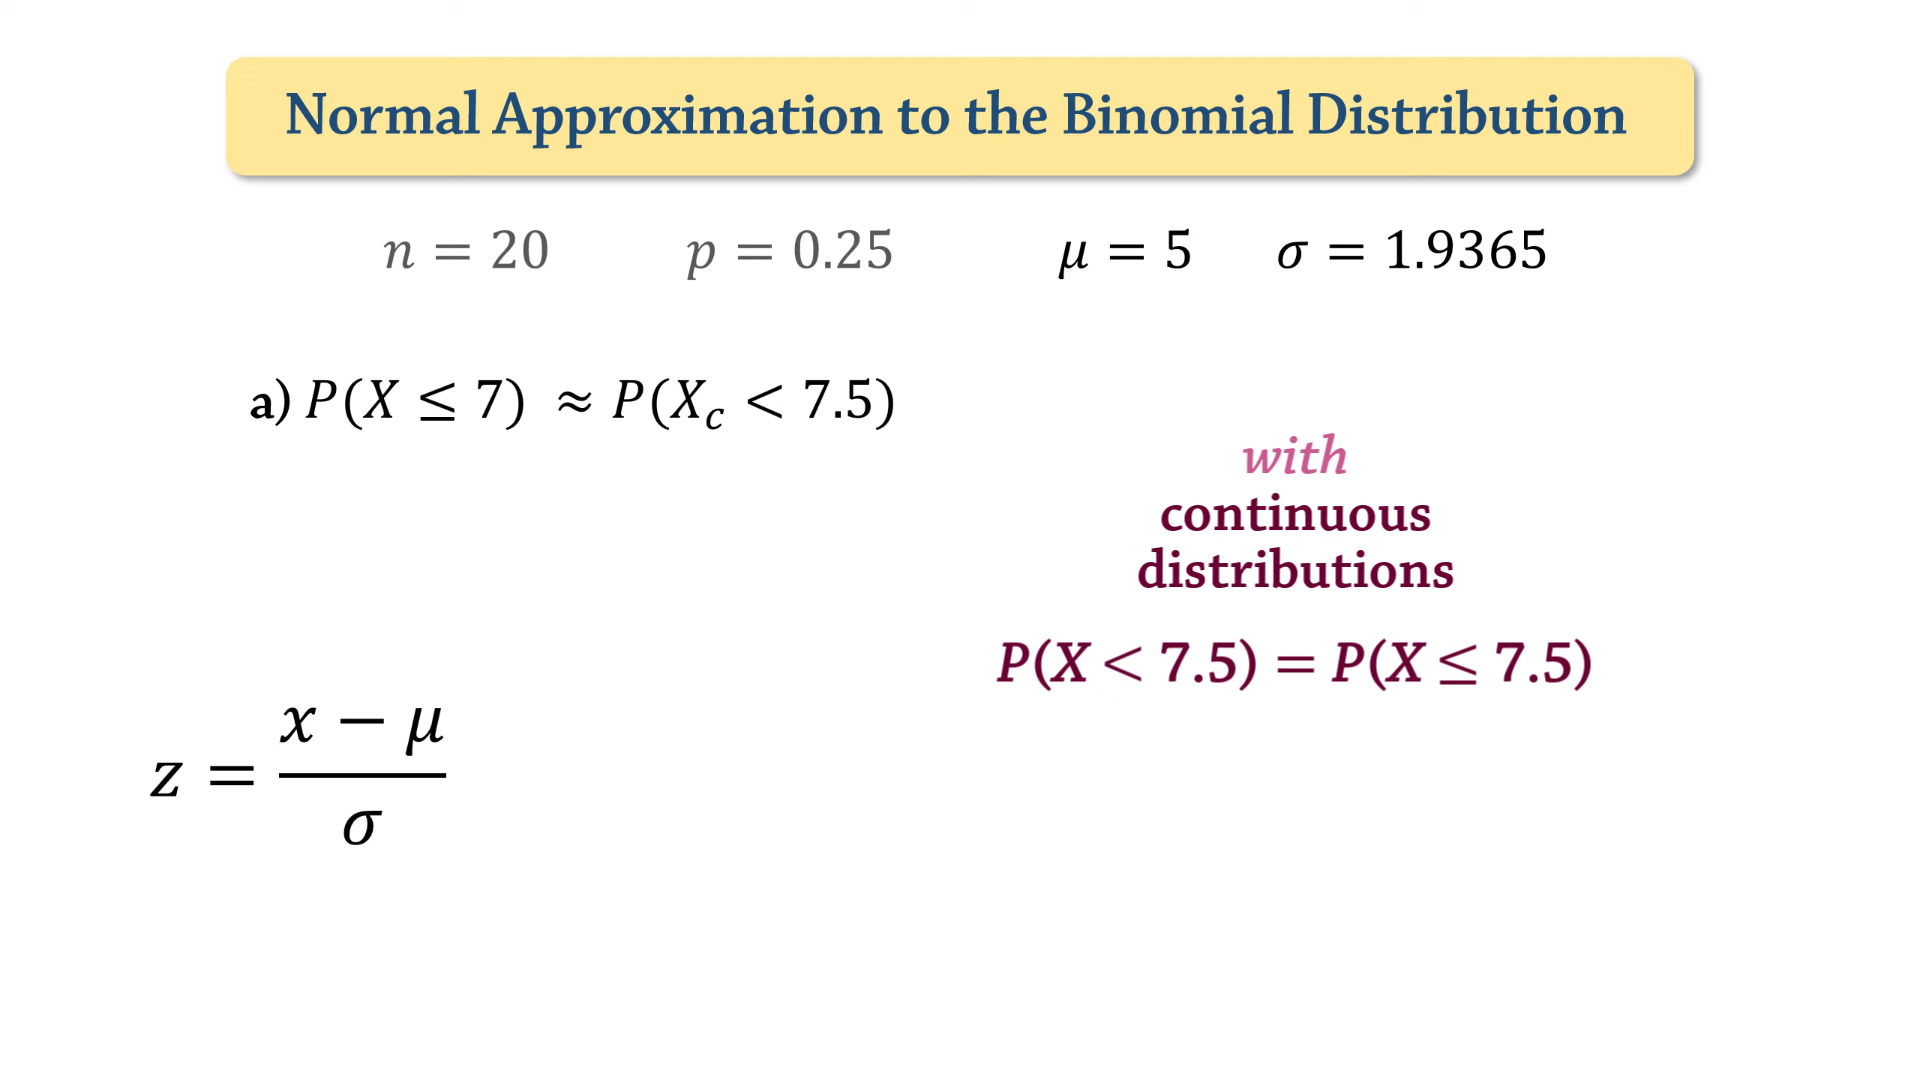 Normal Approximation to the Binomial Distribution
n = 20 p = 0.25 μ = 5 σ = 1.9365
a) P(X ≤ 7) ≈ P(X_c < 7.5)
with
continuous
distributions
P(X < 7.5) = P(X ≤ 7.5)
x − μ
z =
σ